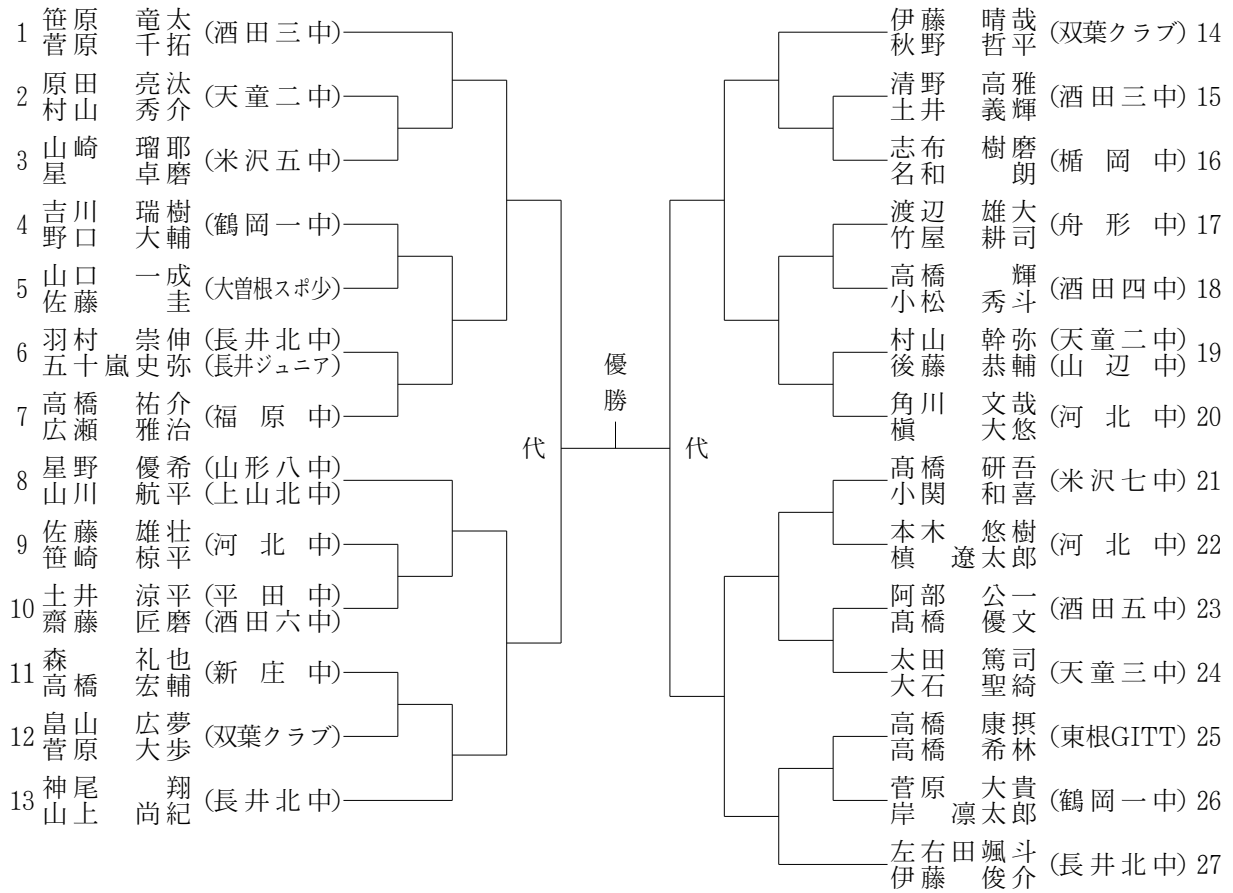 1 笹原 竜太 (酒田三中)
菅原 千拓
2 原田 亮汰 (天童二中)
村山 秀介
3 山崎 瑠耶 (米沢五中)
星 卓磨
4 吉川 瑞樹 (鶴岡一中)
野口 大輔
5 山口 一成 (大曽根スポ少)
佐藤 圭
6 羽村 崇伸 (長井北中)
五十嵐史弥 (長井ジュニア)
7 高橋 祐介 (福原中)
広瀬 雅治
8 星野 優希 (山形八中)
山川 航平 (上山北中)
9 佐藤 雄壮 (河北中)
笹崎 椋平
10 土井 涼平 (平田中)
齋藤 匠磨 (酒田六中)
11 森 礼也 (新庄中)
高橋 宏輔
12 畠山 広夢 (双葉クラブ)
菅原 大歩
13 神尾 翔 (長井北中)
山上 尚紀
代
優勝
代
伊藤 晴哉 (双葉クラブ) 14
秋野 哲平
清野 高雅 (酒田三中) 15
土井 義輝
志布 樹磨 (楯岡中) 16
名和 朗
渡辺 雄大 (舟形中) 17
竹屋 耕司
高橋 輝 (酒田四中) 18
小松 秀斗
村山 幹弥 (天童二中) 19
後藤 恭輔 (山辺中)
角川 文哉 (河北中) 20
槇 大悠
髙橋 研吾 (米沢七中) 21
小関 和喜
本木 悠樹 (河北中) 22
槙 遼太郎
阿部 公一 (酒田五中) 23
髙橋 優文
太田 篤司 (天童三中) 24
大石 聖綺
高橋 康摂 (東根GITT) 25
高橋 希林
菅原 大貴 (鶴岡一中) 26
岸 凛太郎
左右田颯斗 (長井北中) 27
伊藤 俊介